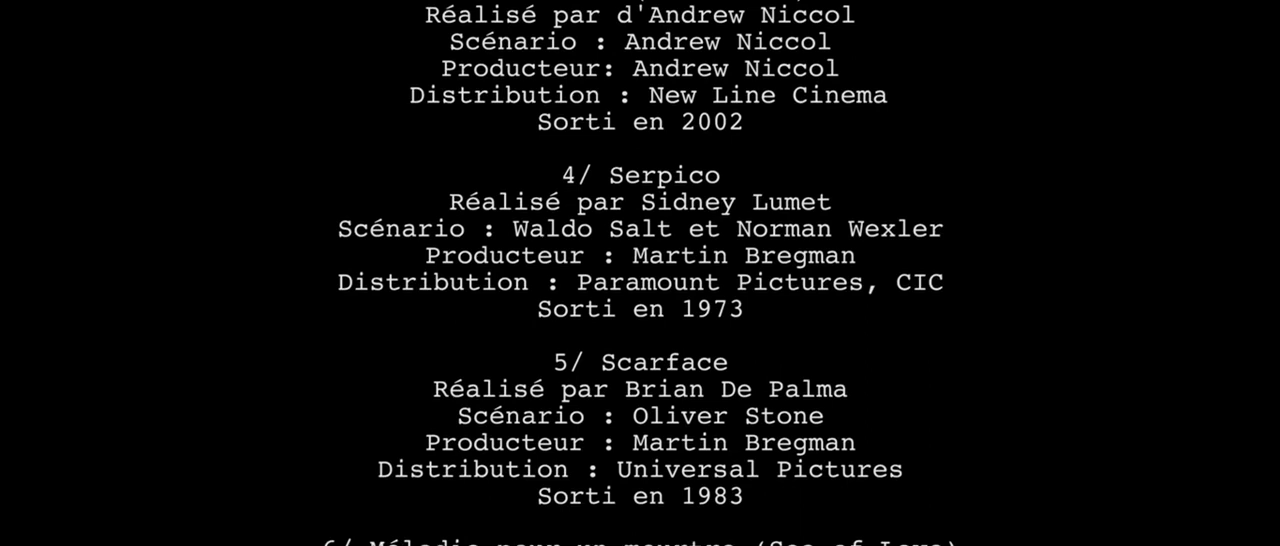 Réalisé par d'Andrew Niccol
Scénario : Andrew Niccol
Producteur: Andrew Niccol
Distribution : New Line Cinema
Sorti en 2002
4/ Serpico
Réalisé par Sidney Lumet
Scénario : Waldo Salt et Norman Wexler
Producteur : Martin Bregman
Distribution : Paramount Pictures, CIC
Sorti en 1973
5/ Scarface
Réalisé par Brian De Palma
Scénario : Oliver Stone
Producteur : Martin Bregman
Distribution : Universal Pictures
Sorti en 1983
6/ Mélodie pour un meurtre (Sea of Love)